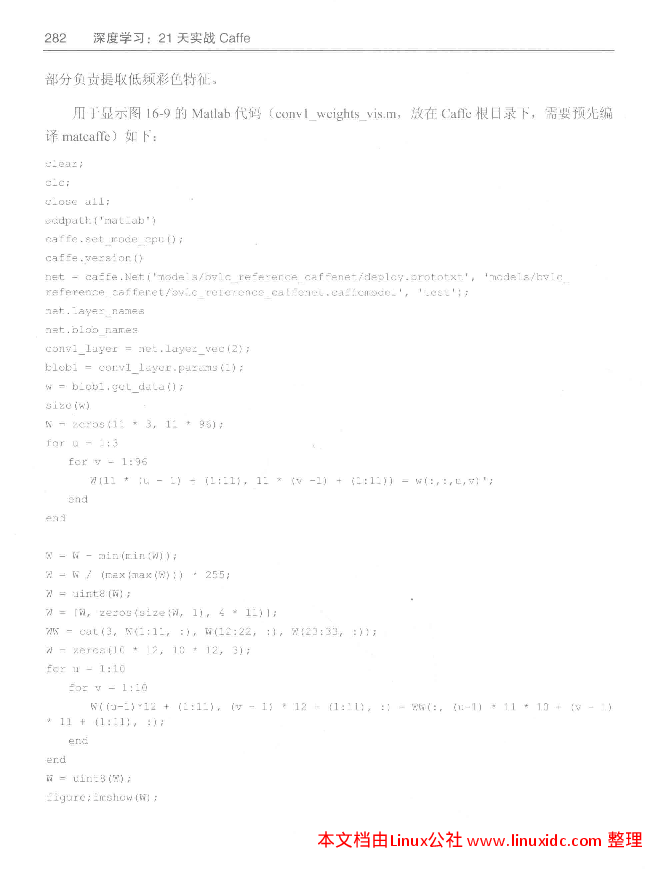 282 深度学习：21 天实战 Caffe
部分负责提取低频彩色特征。
用于显示图 16-9 的 Matlab 代码（conv1_weights_vis.m，放在 Caffe 根目录下，需要预先编
译 matcaffe）如下：
clear;
clc;
close all;
addpath('matlab')
caffe.set_mode_cpu();
caffe.version()
net = caffe.Net('models/bvlc_reference_caffenet/deploy.prototxt', 'models/bvlc_
reference_caffenet/bvlc_reference_caffenet.caffemodel', 'test');
net.layer_names
net.blob_names
conv1_layer = net.layer_vec(2);
blob1 = conv1_layer.params(1);
w = blob1.get_data();
size(w)
W = zeros(11 * 3, 11 * 96);
for u = 1:3
for v = 1:96
W(11 * (u - 1) + (1:11), 11 * (v -1) + (1:11)) = w(:,:,u,v)';
end
end
W = W - min(min(W));
W = W / (max(max(W))) * 255;
W = uint8(W);
W = [W, zeros(size(W, 1), 4 * 11)];
WW = cat(3, W(1:11, :), W(12:22, :), W(23:33, :));
W = zeros(10 * 12, 10 * 12, 3);
for u = 1:10
for v = 1:10
W((u-1)*12 + (1:11), (v - 1) * 12 + (1:11), :) = WW(:, (u-1) * 11 * 10 + (v - 1)
* 11 + (1:11), :);
end
end
W = uint8(W);
figure;imshow(W);
本文档由Linux公社 www.linuxidc.com 整理